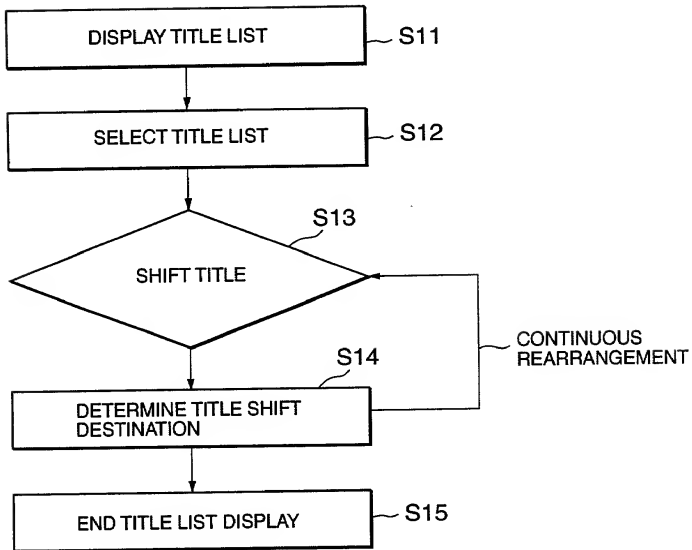 DISPLAY TITLE LIST
S11
SELECT TITLE LIST
S12
S13
SHIFT TITLE
CONTINUOUS
REARRANGEMENT
S14
DETERMINE TITLE SHIFT
DESTINATION
END TITLE LIST DISPLAY
S15